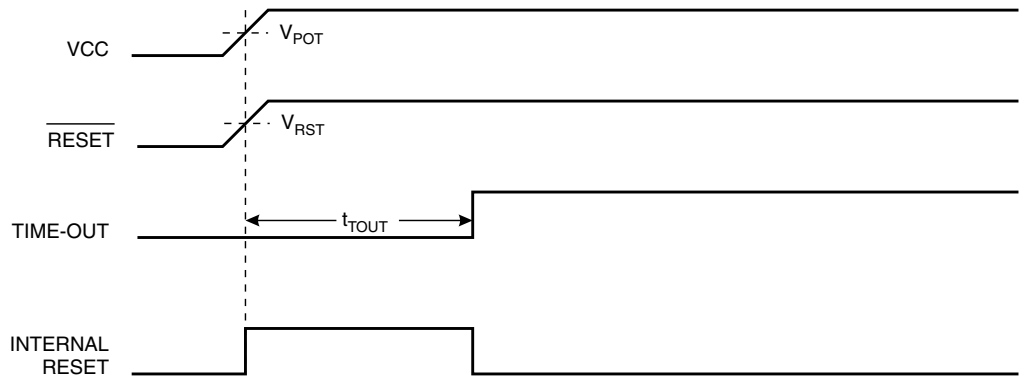 VCC
V_POT
RESET
V_RST
TIME-OUT
t_TOUT
INTERNAL
RESET